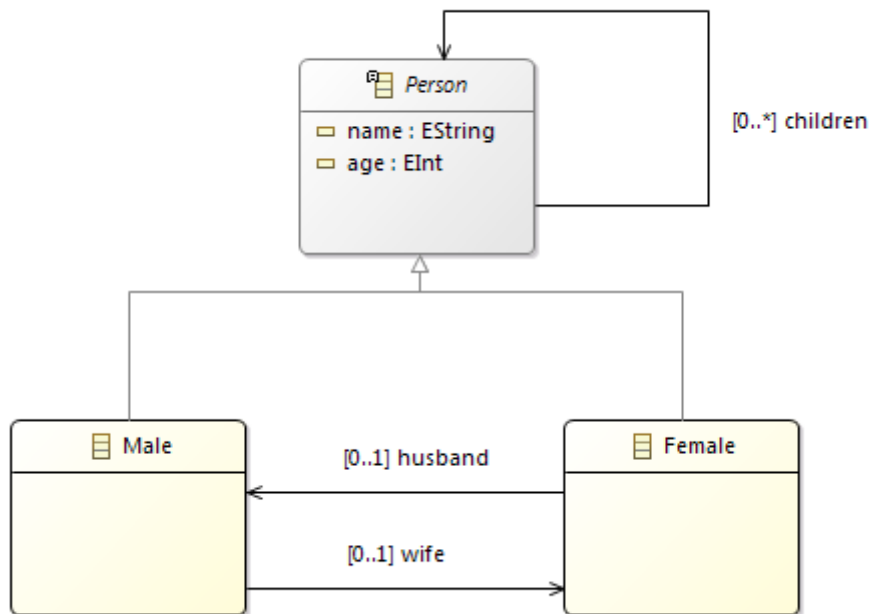 Person
name : EString
age : EInt
[0..*] children
Male
[0..1] husband
Female
[0..1] wife